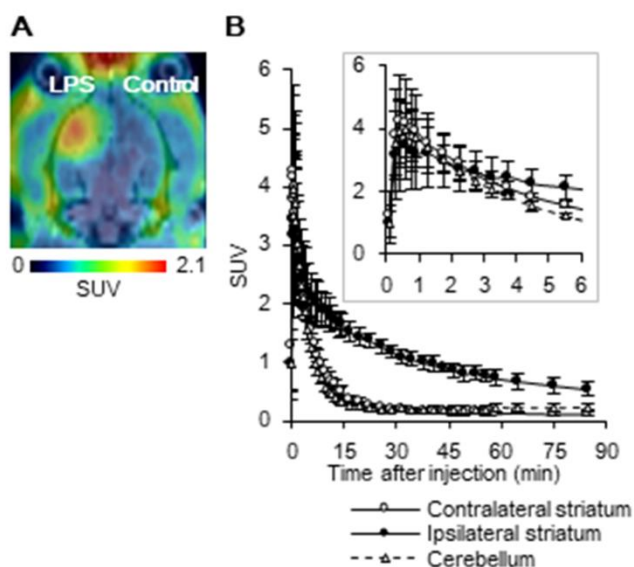 A
LPS Control
0 2.1
SUV
B
SUV
6
5
4
3
2
1
0
0 15 30 45 60 75 90
Time after injection (min)
6
4
2
0
0 1 2 3 4 5 6
Contralateral striatum
Ipsilateral striatum
Cerebellum